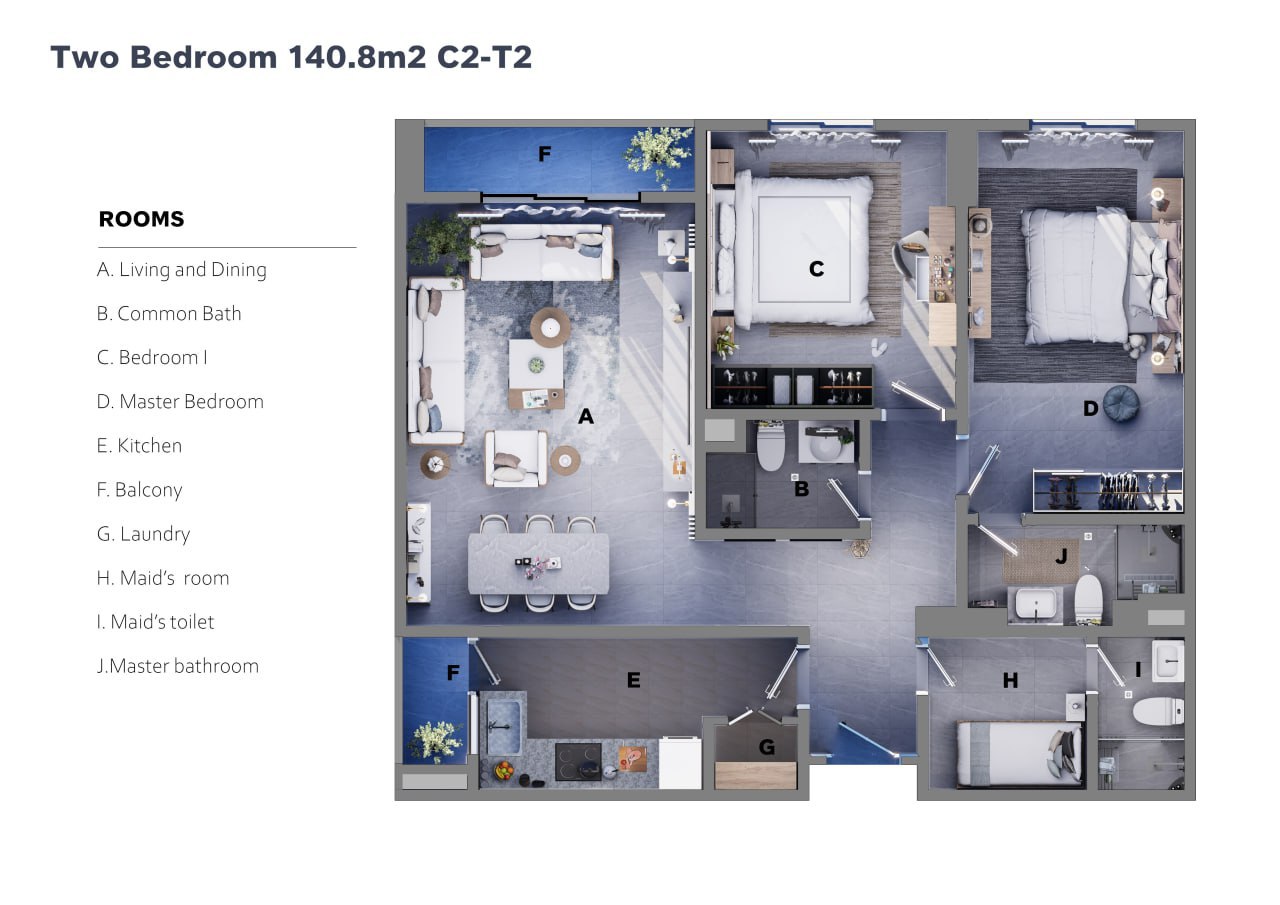 Two Bedroom 140.8m2 C2-T2
ROOMS
A. Living and Dining
B. Common Bath
C. Bedroom I
D. Master Bedroom
E. Kitchen
F. Balcony
G. Laundry
H. Maid's  room
I. Maid's toilet
J.Master bathroom
F
C
D
A
B
J
F
E
H
I
G